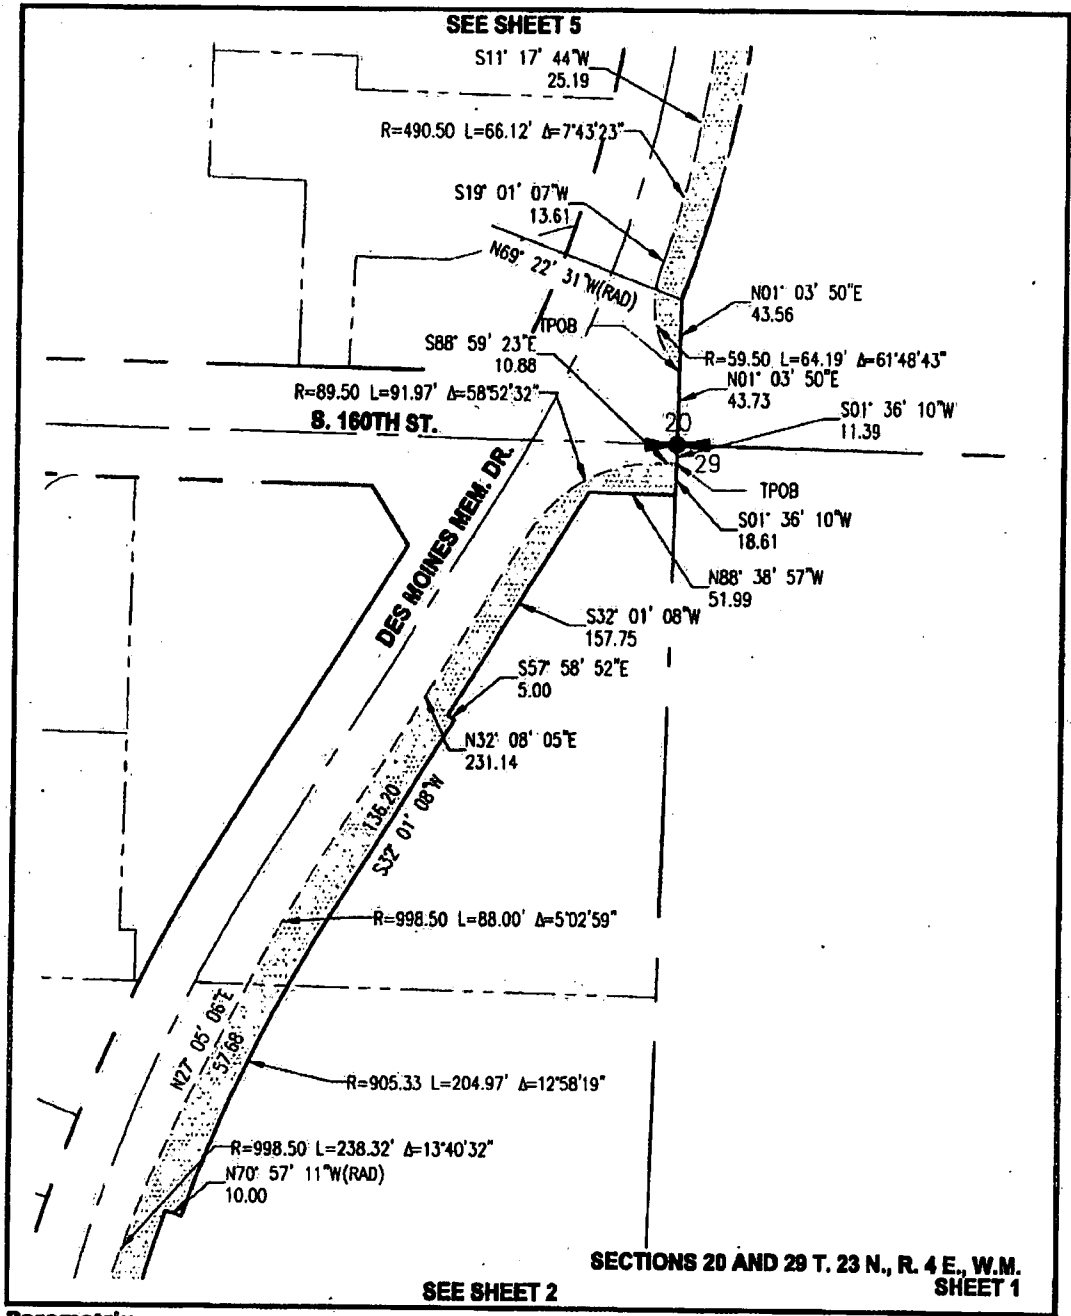 SEE SHEET 5
S11° 17' 44"W
25.19
R=490.50 L=66.12' Δ=7°43'23"
S19° 01' 07"W
13.61
N69° 22' 31"W(RAD)
N01° 03' 50"E
43.56
TPOB
S88° 59' 23"E
10.88
R=59.50 L=64.19' Δ=61°48'43"
N01° 03' 50"E
43.73
R=89.50 L=91.97' Δ=58°52'32"
S. 160TH ST.
S01° 36' 10"W
11.39
20
29
TPOB
DES MOINES MEM. DR.
S01° 36' 10"W
18.61
N88° 38' 57"W
51.99
S32° 01' 08"W
157.75
S57° 58' 52"E
5.00
N32° 08' 05"E
231.14
136.20
S32° 01' 08"W
R=998.50 L=88.00' Δ=5°02'59"
N27° 05' 06"E
57.68
R=905.33 L=204.97' Δ=12°58'19"
R=998.50 L=238.32' Δ=13°40'32"
N70° 57' 11"W(RAD)
10.00
SECTIONS 20 AND 29 T. 23 N., R. 4 E., W.M.
SHEET 1
SEE SHEET 2